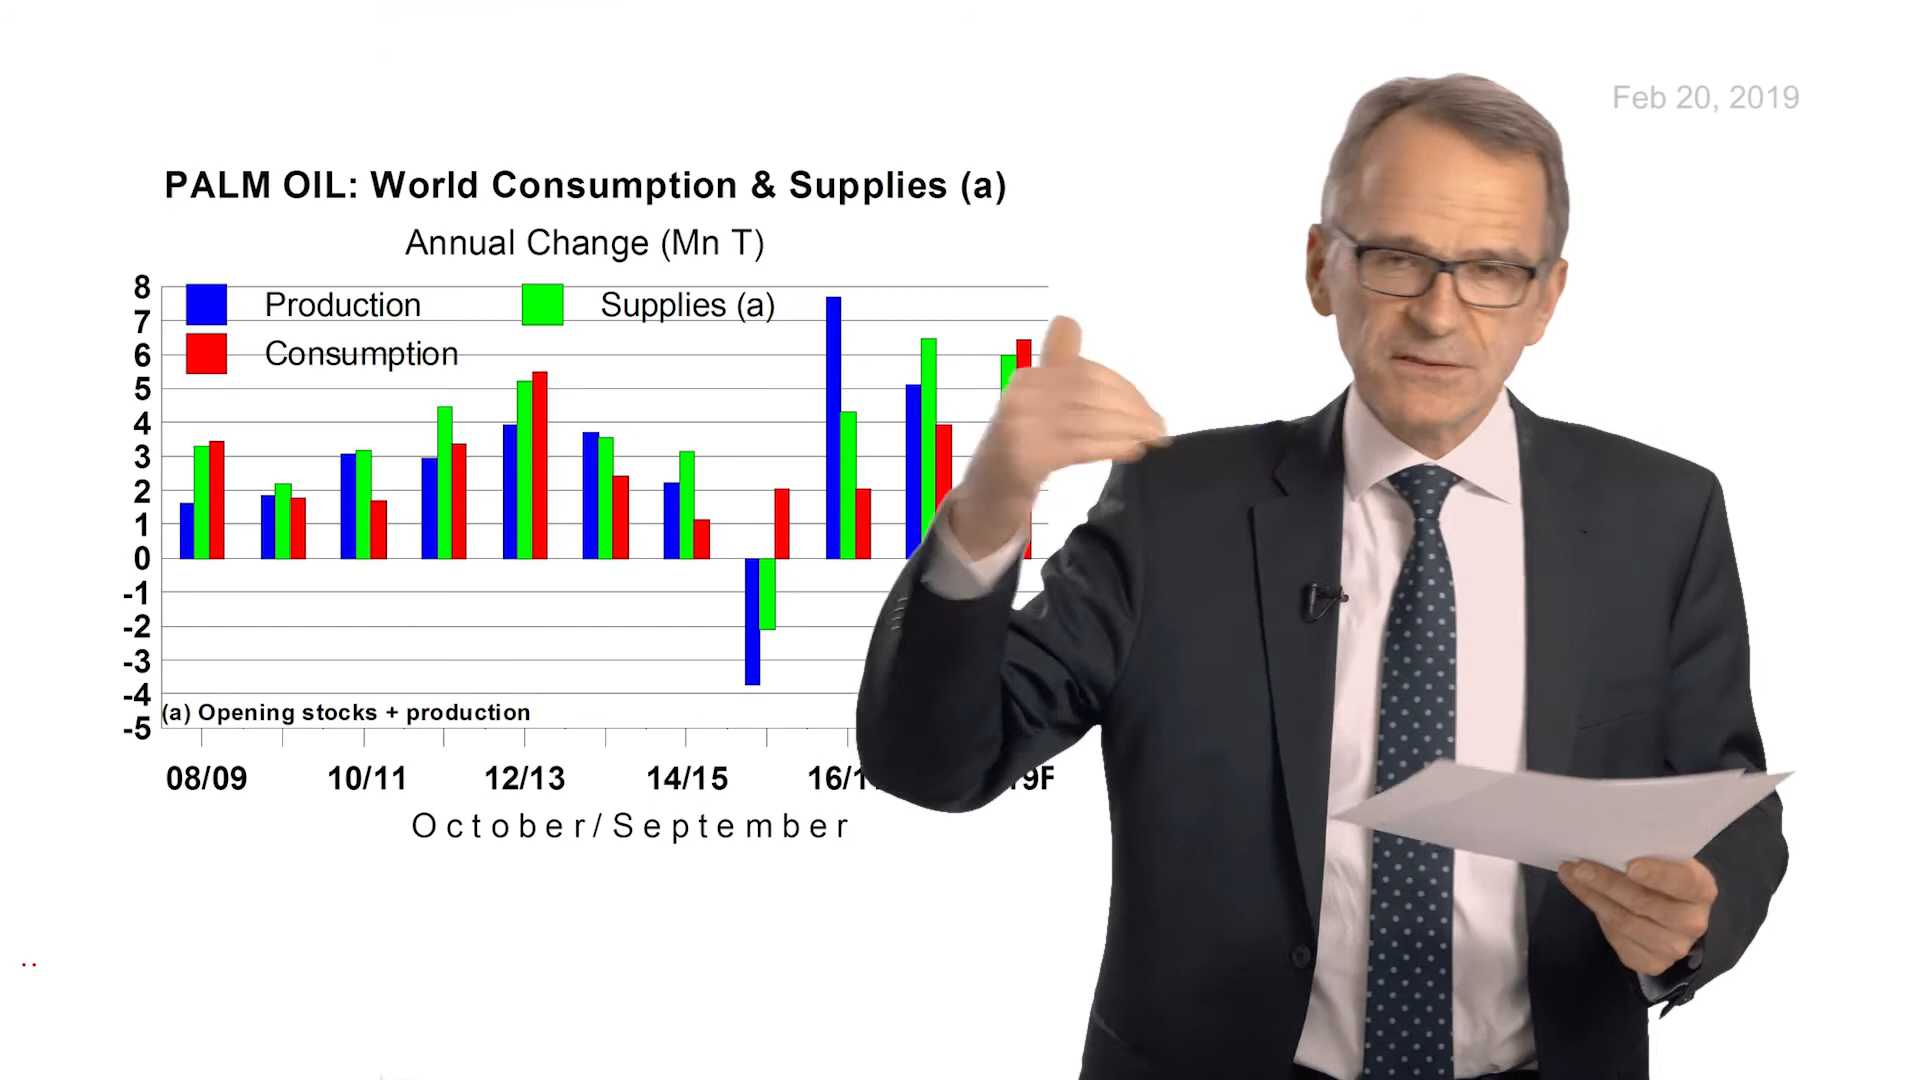 Feb 20, 2019
PALM OIL: World Consumption & Supplies (a)
Annual Change (Mn T)
Production
Supplies (a)
Consumption
8
7
6
5
4
3
2
1
0
-1
-2
-3
-4
-5
(a) Opening stocks + production
08/09 10/11 12/13 14/15
October/September